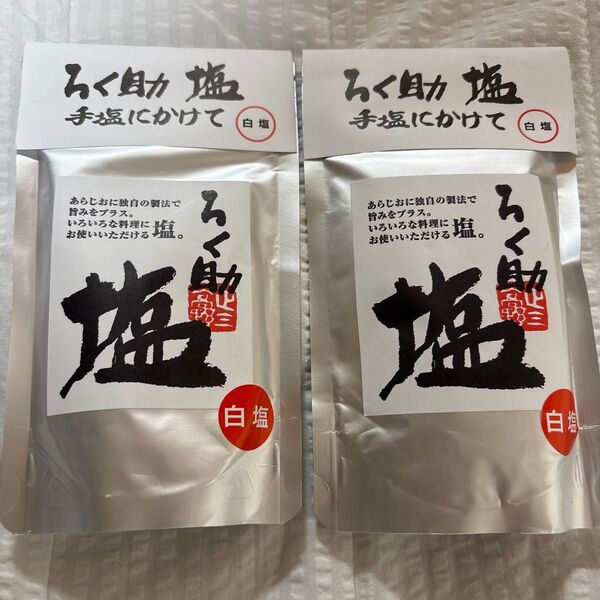 ろく助 塩
手塩にかけて
白塩
あらじおに独自の製法で
旨みをプラス。
いろいろな料理に
お使いいただける塩。
ろく助
塩
白塩
ろく助 塩
手塩にかけて
白塩
あらじおに独自の製法で
旨みをプラス。
いろいろな料理に
お使いいただける塩。
ろく助
塩
白塩